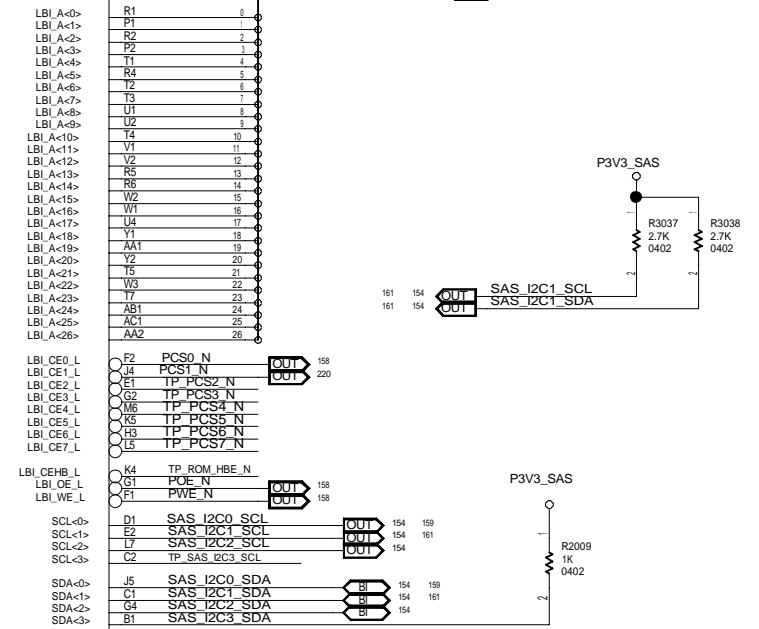 LBI_A<0> R1 0
LBI_A<1> P1 1
LBI_A<2> R2 2
LBI_A<3> P2 3
LBI_A<4> T1 4
LBI_A<5> R4 5
LBI_A<6> T2 6
LBI_A<7> T3 7
LBI_A<8> U1 8
LBI_A<9> U2 9
LBI_A<10> T4 10
LBI_A<11> V1 11
LBI_A<12> V2 12
LBI_A<13> R5 13
LBI_A<14> R6 14
LBI_A<15> W2 15
LBI_A<16> W1 16
LBI_A<17> U4 17
LBI_A<18> Y1 18
LBI_A<19> AA1 19
LBI_A<20> Y2 20
LBI_A<21> T5 21
LBI_A<22> W3 22
LBI_A<23> T7 23
LBI_A<24> AB1 24
LBI_A<25> AC1 25
LBI_A<26> AA2 26
P3V3_SAS
1 R3037 1 R3038
2.7K 2.7K
0402 0402
2 2
161 154 OUT SAS_I2C1_SCL
161 154 OUT SAS_I2C1_SDA
LBI_CE0_L F2 PCS0_N OUT 158
LBI_CE1_L J4 PCS1_N OUT 220
LBI_CE2_L E1 TP_PCS2_N
LBI_CE3_L G2 TP_PCS3_N
LBI_CE4_L M6 TP_PCS4_N
LBI_CE5_L K5 TP_PCS5_N
LBI_CE6_L H3 TP_PCS6_N
LBI_CE7_L L5 TP_PCS7_N
LBI_CEHB_L K4 TP_ROM_HBE_N
LBI_OE_L G1 POE_N OUT 158
LBI_WE_L F1 PWE_N OUT 158
P3V3_SAS
1 R2009
1K
0402
2
SCL<0> D1 SAS_I2C0_SCL OUT 154 159
SCL<1> E2 SAS_I2C1_SCL OUT 154 161
SCL<2> L7 SAS_I2C2_SCL OUT 154
SCL<3> C2 TP_SAS_I2C3_SCL
SDA<0> J5 SAS_I2C0_SDA BI 154 159
SDA<1> C1 SAS_I2C1_SDA BI 154 161
SDA<2> G4 SAS_I2C2_SDA BI 154
SDA<3> B1 SAS_I2C3_SDA